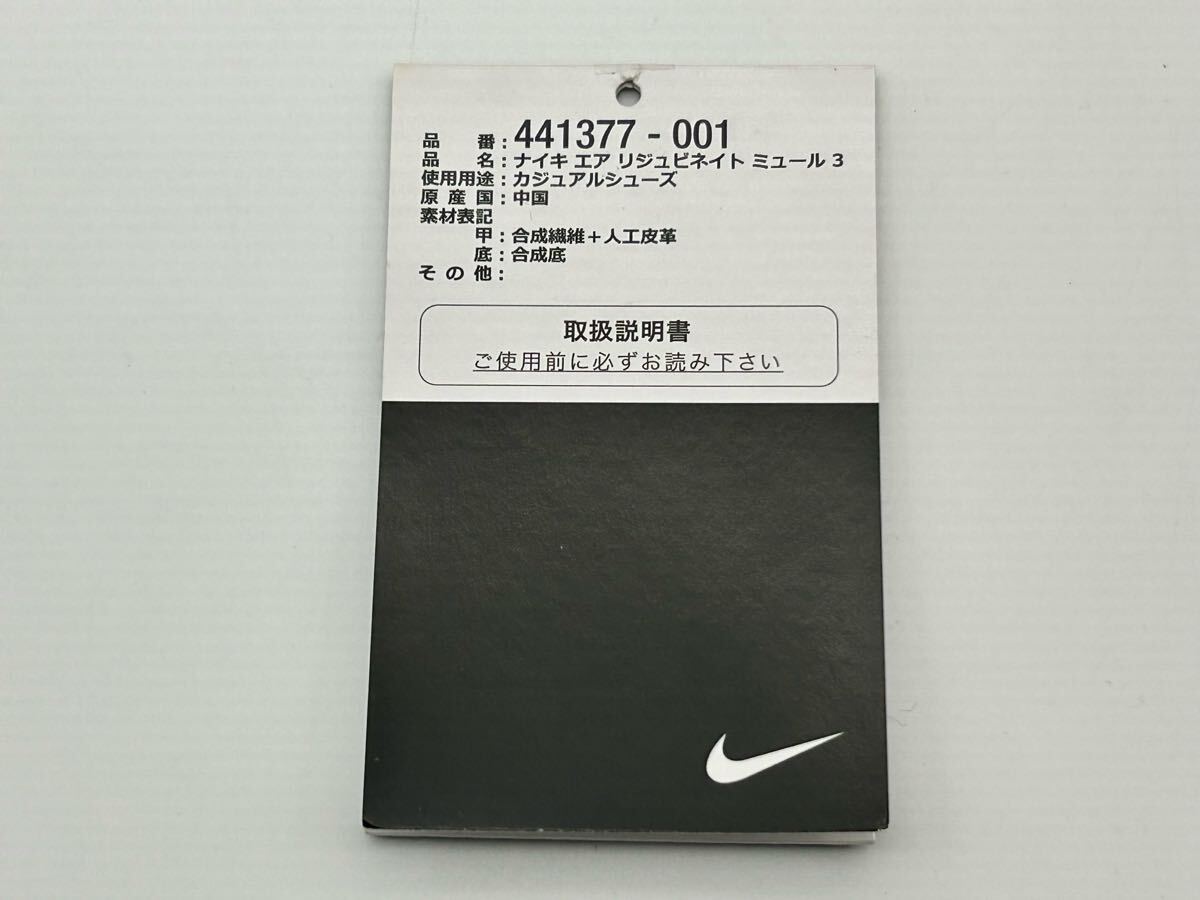 品番：441377 - 001
品名：ナイキ エア リジュビネイト ミュール 3
使用用途：カジュアルシューズ
原産国：中国
素材表記
甲：合成繊維＋人工皮革
底：合成底
その他：
取扱説明書
ご使用前に必ずお読み下さい